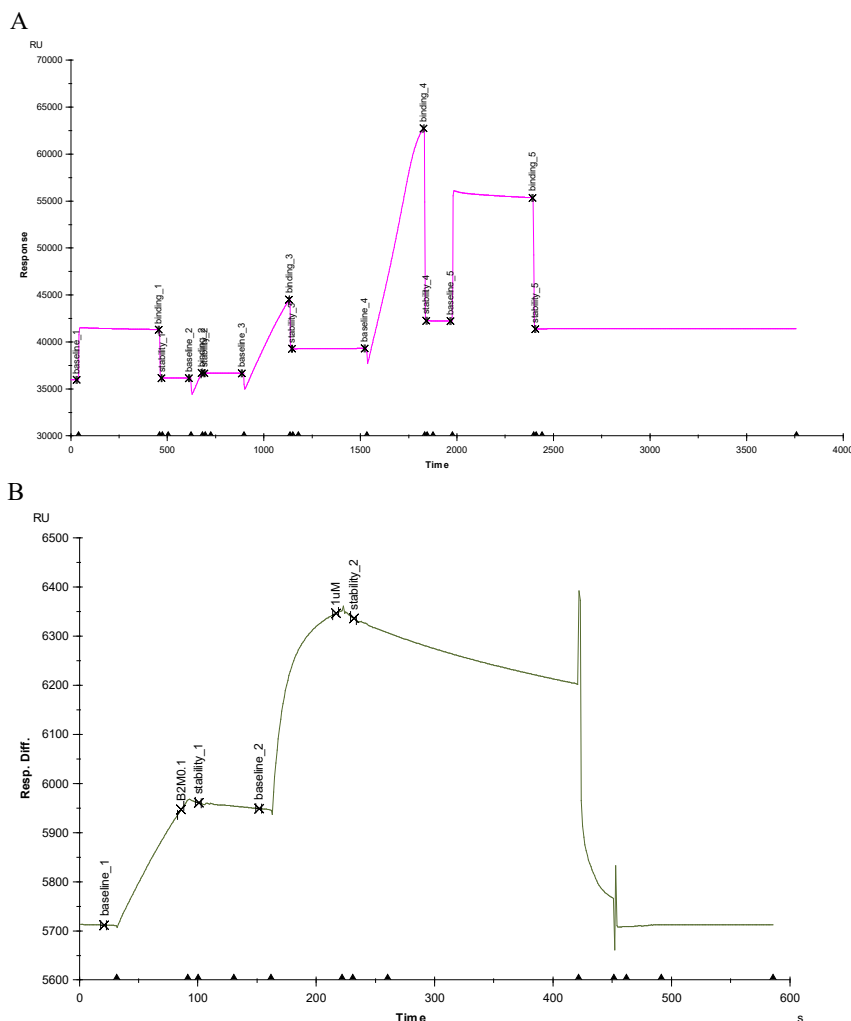 A
RU
70000
65000
60000
55000
50000
45000
40000
35000
30000
Response
baseline_1
binding_1
stability_1
baseline_2
stability_2
baseline_3
binding_3
stability_3
baseline_4
binding_4
stability_4
baseline_5
binding_5
stability_5
0 500 1000 1500 2000 2500 3000 3500 4000
Time
B
RU
6500
6400
6300
6200
6100
6000
5900
5800
5700
5600
Resp. Diff.
baseline_1
B2M0.1
stability_1
baseline_2
1uM
stability_2
0 100 200 300 400 500 600
Time
s